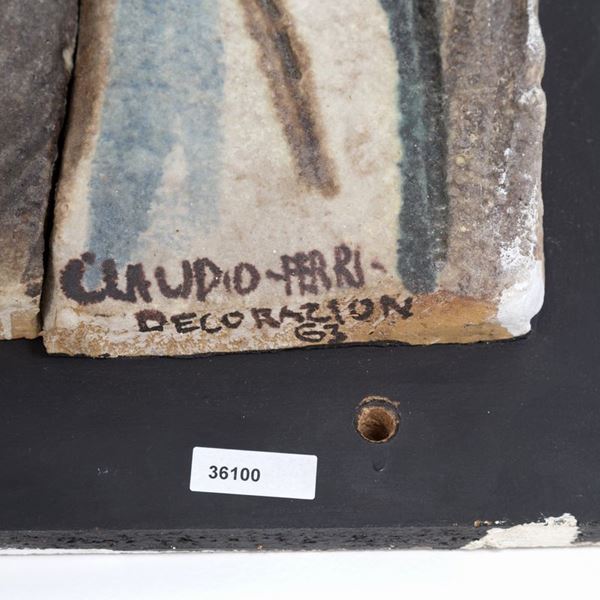 CLAUDIO-FERRI-
DECORAZION
63
36100